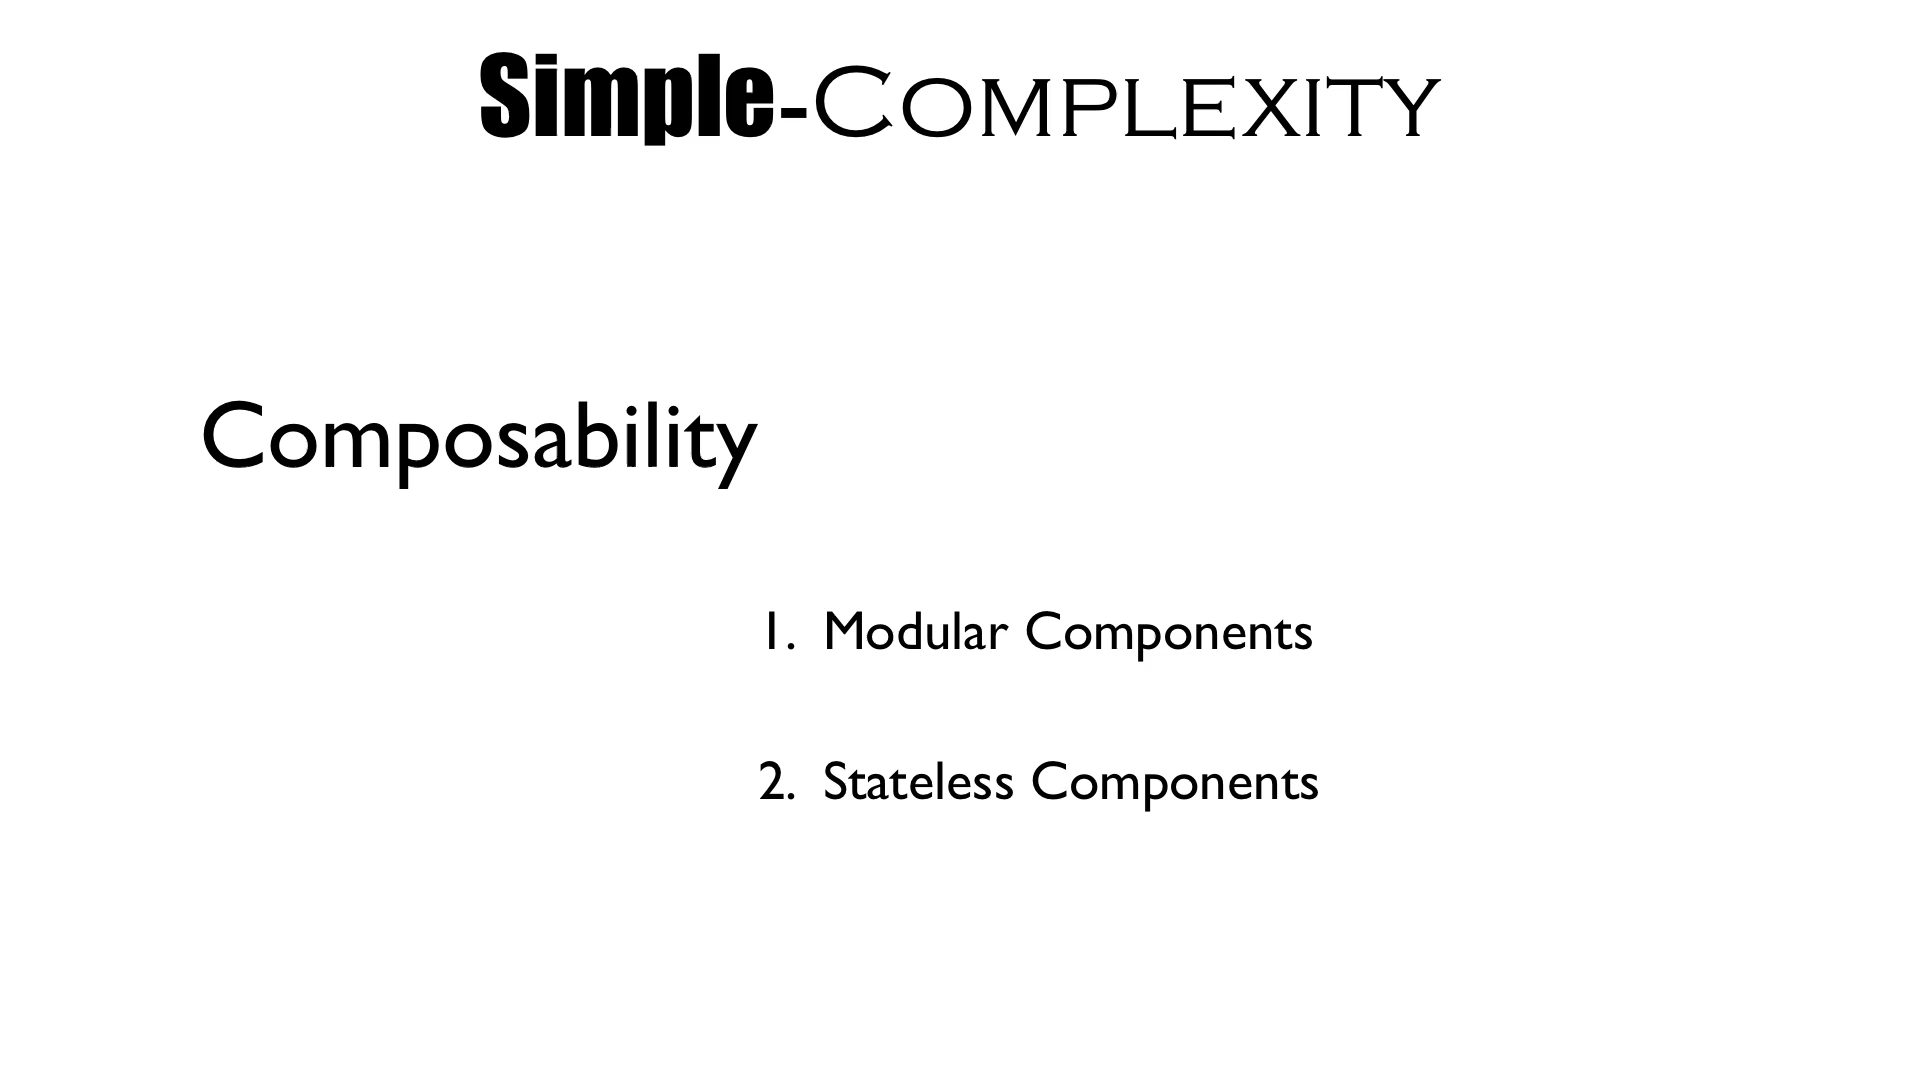 Simple-Complexity
Composability
1. Modular Components
2. Stateless Components